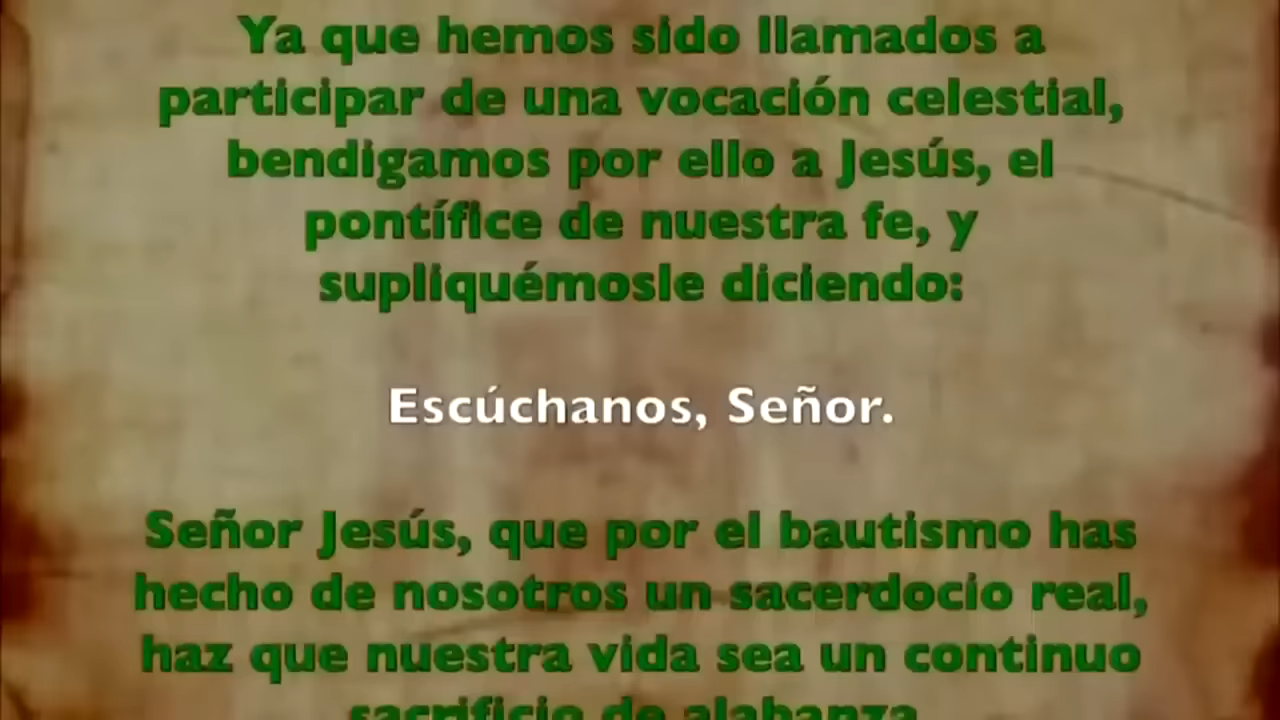 Ya que hemos sido llamados a
participar de una vocación celestial,
bendigamos por ello a Jesús, el
pontífice de nuestra fe, y
supliquémosle diciendo:
Escúchanos, Señor.
Señor Jesús, que por el bautismo has
hecho de nosotros un sacerdocio real,
haz que nuestra vida sea un continuo
sacrificio de alabanza